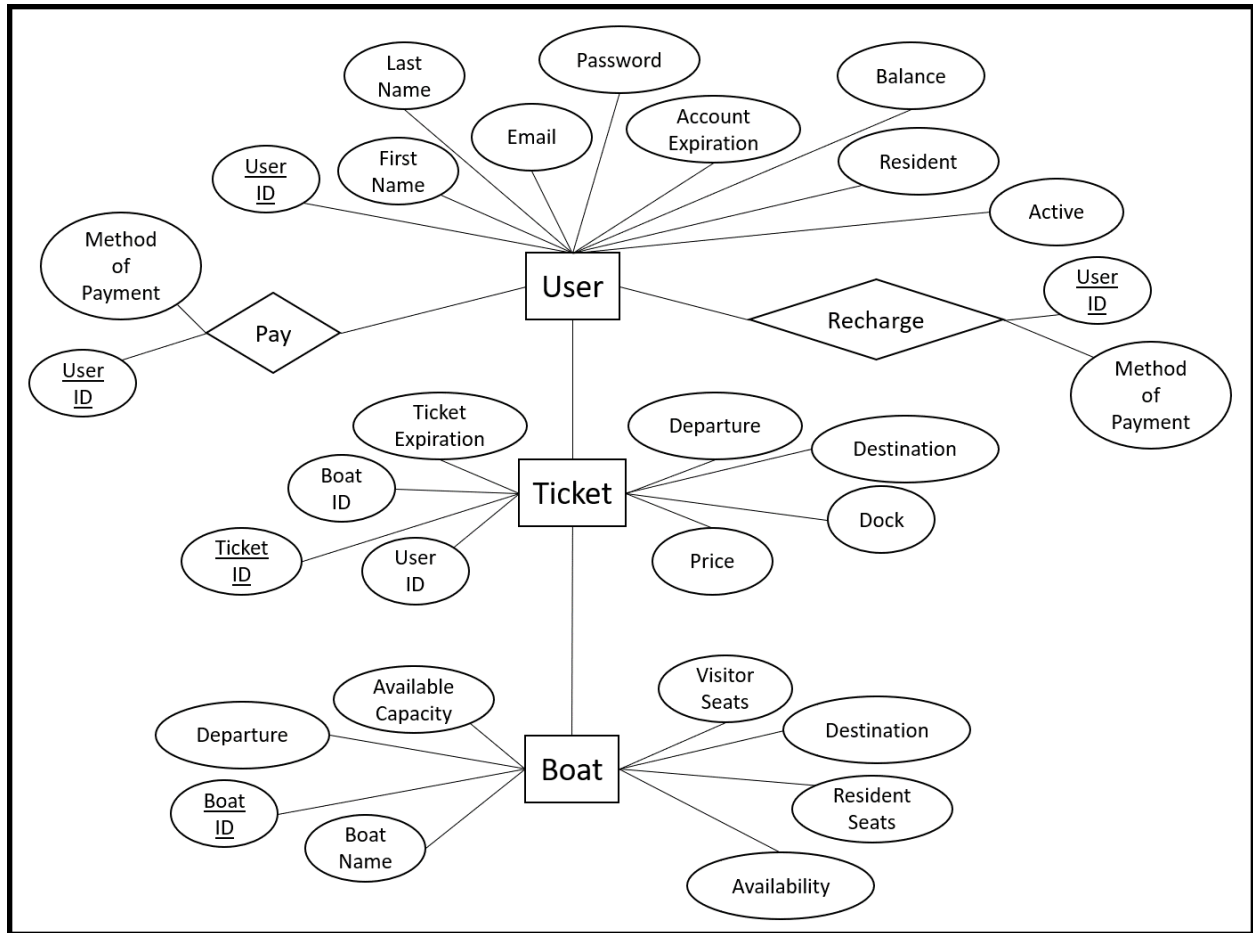 Last
Name
Password
Balance
Email
Account
Expiration
User
ID
First
Name
Resident
Active
Method
of
Payment
User
User
ID
Pay
Recharge
User
ID
Method
of
Payment
Ticket
Expiration
Departure
Destination
Boat
ID
Ticket
Dock
Ticket
ID
User
ID
Price
Visitor
Seats
Available
Capacity
Departure
Destination
Boat
Boat
ID
Resident
Seats
Boat
Name
Availability